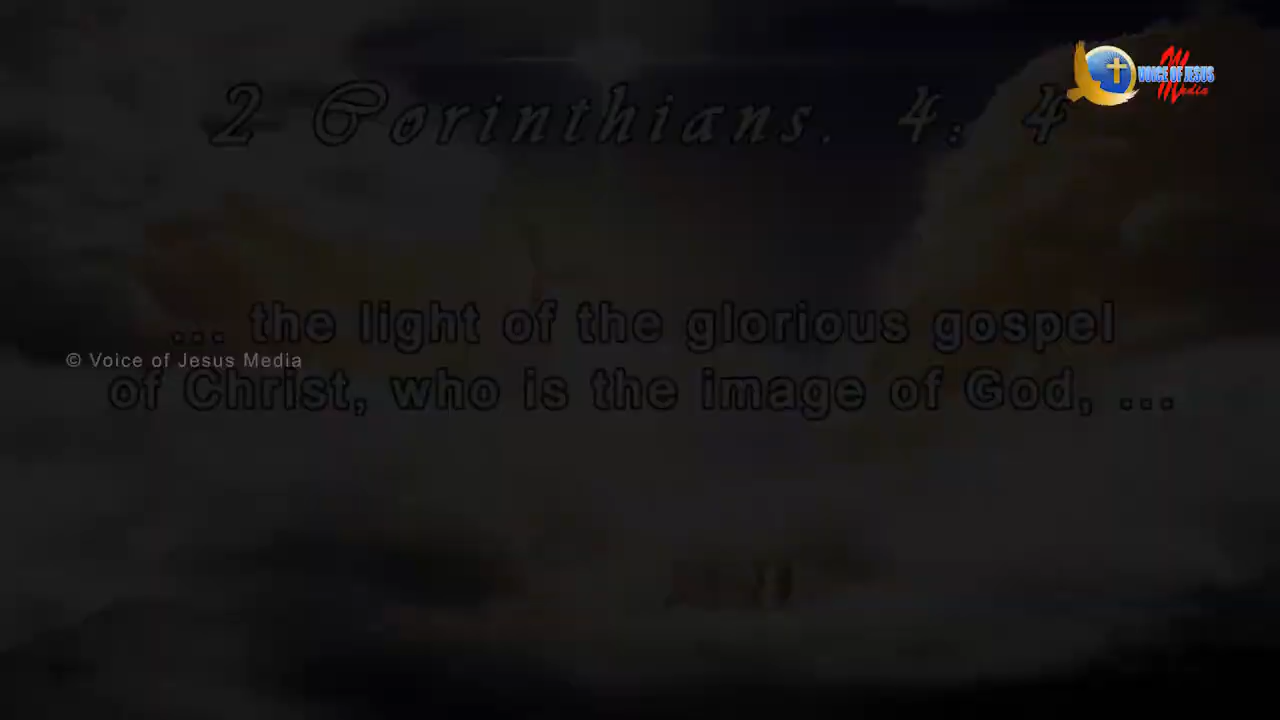 2 Corinthians. 4: 4
VOICE OF JESUS
Media
... the light of the glorious gospel
© Voice of Jesus Media
of Christ, who is the image of God, ...